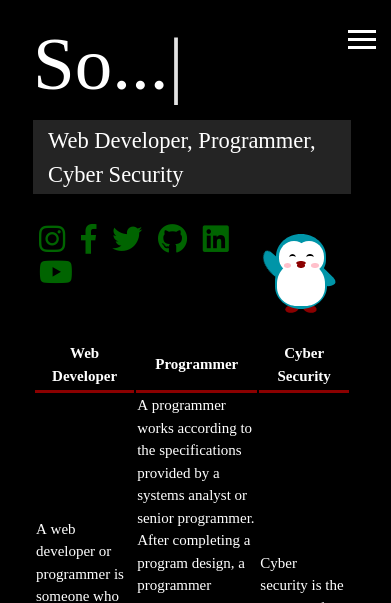 So...|
Web Developer, Programmer,
Cyber Security
Web
Developer
Programmer
Cyber
Security
A web
developer or
programmer is
someone who
A programmer
works according to
the specifications
provided by a
systems analyst or
senior programmer.
After completing a
program design, a
programmer
Cyber
security is the